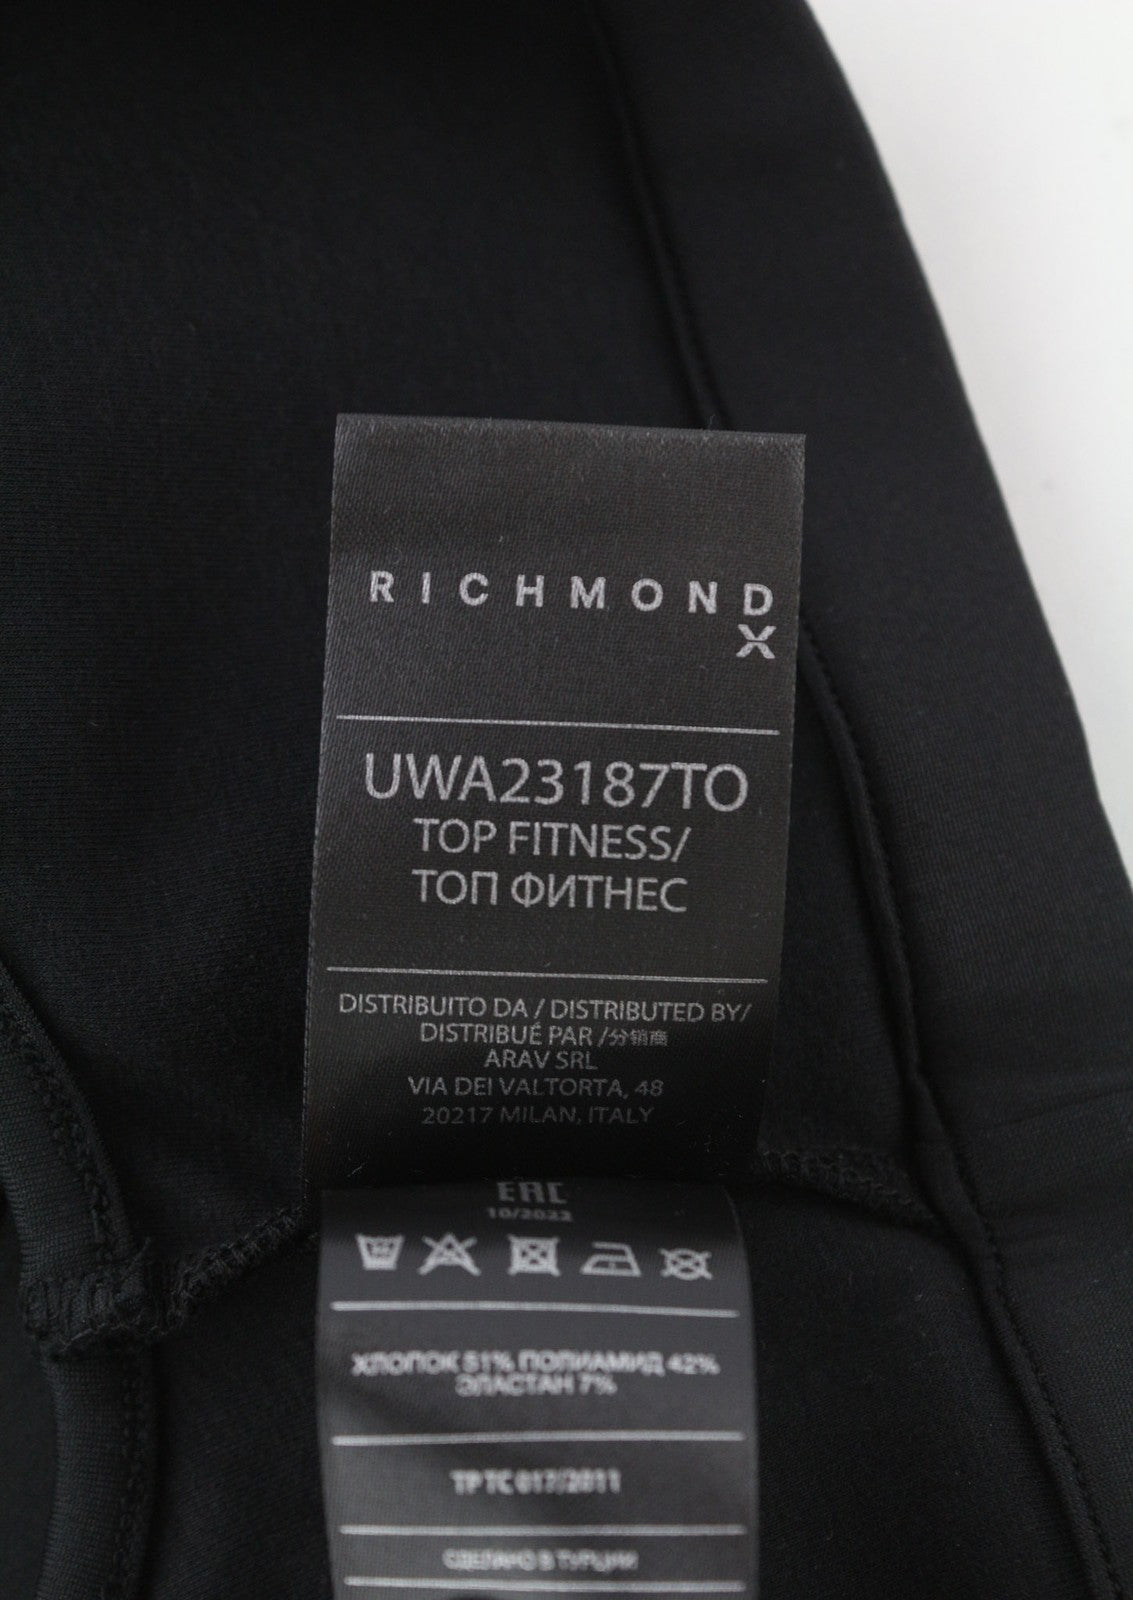 RICHMOND
X
UWA23187TO
TOP FITNESS/
ТОП ФИТНЕС
DISTRIBUITO DA / DISTRIBUTED BY/
DISTRIBUÉ PAR /分销商
ARAV SRL
VIA DEI VALTORTA, 48
20217 MILAN, ITALY
EAC
10/2022
ХЛОПОК 51% ПОЛИАМИД 42%
ЭЛАСТАН 7%
ТР ТС 017/2011
СДЕЛАНО В ТУРЦИИ